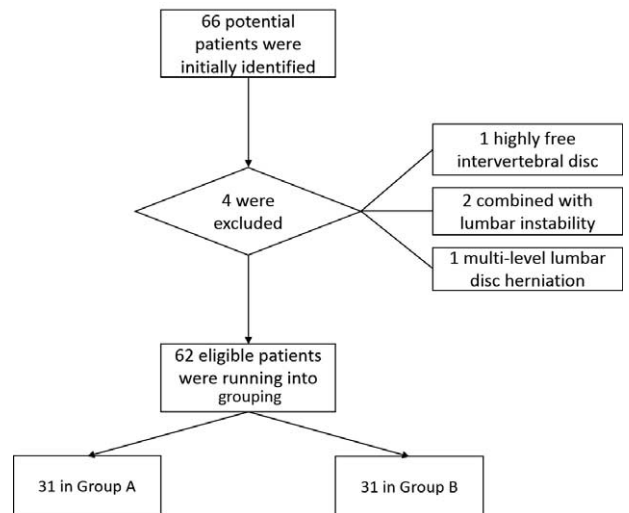 66 potential
patients were
initially identified
1 highly free
intervertebral disc
4 were
excluded
2 combined with
lumbar instability
1 multi-level lumbar
disc herniation
62 eligible patients
were running into
grouping
31 in Group A
31 in Group B